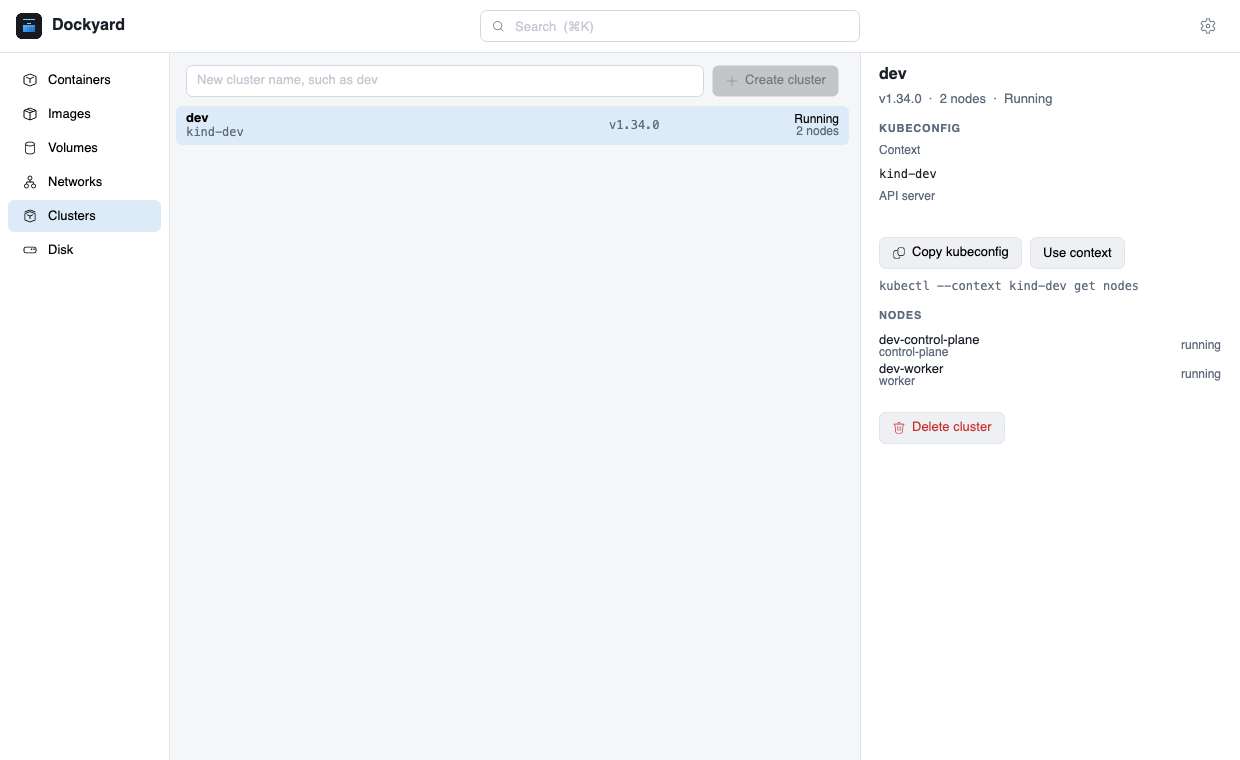 Dockyard
Search (⌘K)
Containers
Images
Volumes
Networks
Clusters
Disk
New cluster name, such as dev
Create cluster
dev
kind-dev
v1.34.0
Running
2 nodes
dev
v1.34.0 · 2 nodes · Running
KUBECONFIG
Context
kind-dev
API server
Copy kubeconfig
Use context
kubectl --context kind-dev get nodes
NODES
dev-control-plane
control-plane
running
dev-worker
worker
running
Delete cluster